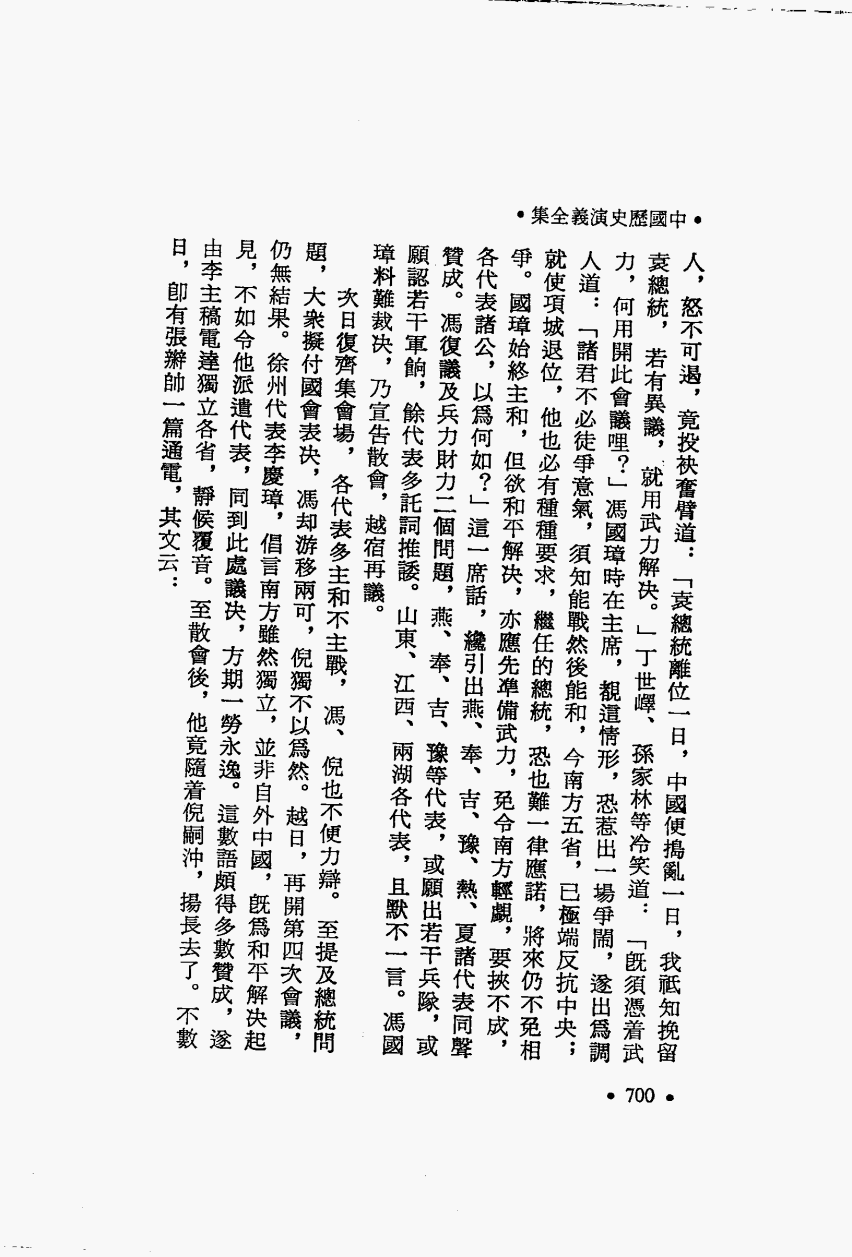 •中國歷史演義全集•
人，怒不可遏，竟投袂奮臂道：「袁總統離位一日，中國便搗亂一日，我祇知挽留
袁總統，若有異議，就用武力解决。」丁世嶧、孫家林等冷笑道：「旣須憑着武
力，何用開此會議哩？」馮國璋時在主席，覩這情形，恐惹出一場爭鬧，遂出爲調
人道：「諸君不必徒爭意氣，須知能戰然後能和，今南方五省，已極端反抗中央；
就使項城退位，他也必有種種要求，繼任的總統，恐也難一律應諾，將來仍不免相
爭。國璋始終主和，但欲和平解决，亦應先準備武力，免令南方輕覷，要挾不成，
各代表諸公，以爲何如？」這一席話，纔引出燕、奉、吉、豫、熱、夏諸代表同聲
贊成。馮復議及兵力財力二個問題，燕、奉、吉、豫等代表，或願出若干兵隊，或
願認若干軍餉，餘代表多託詞推諉。山東、江西、兩湖各代表，且默不一言。馮國
璋料難裁决，乃宣告散會，越宿再議。
次日復齊集會場，各代表多主和不主戰，馮、倪也不便力辯。至提及總統問
題，大衆擬付國會表决，馮却游移兩可，倪獨不以爲然。越日，再開第四次會議，
仍無結果。徐州代表李慶璋，倡言南方雖然獨立，並非自外中國，旣爲和平解决起
見，不如令他派遣代表，同到此處議决，方期一勞永逸。這數語頗得多數贊成，遂
由李主稿電達獨立各省，靜候覆音。至散會後，他竟隨着倪嗣沖，揚長去了。不數
日，卽有張辮帥一篇通電，其文云：
•700•